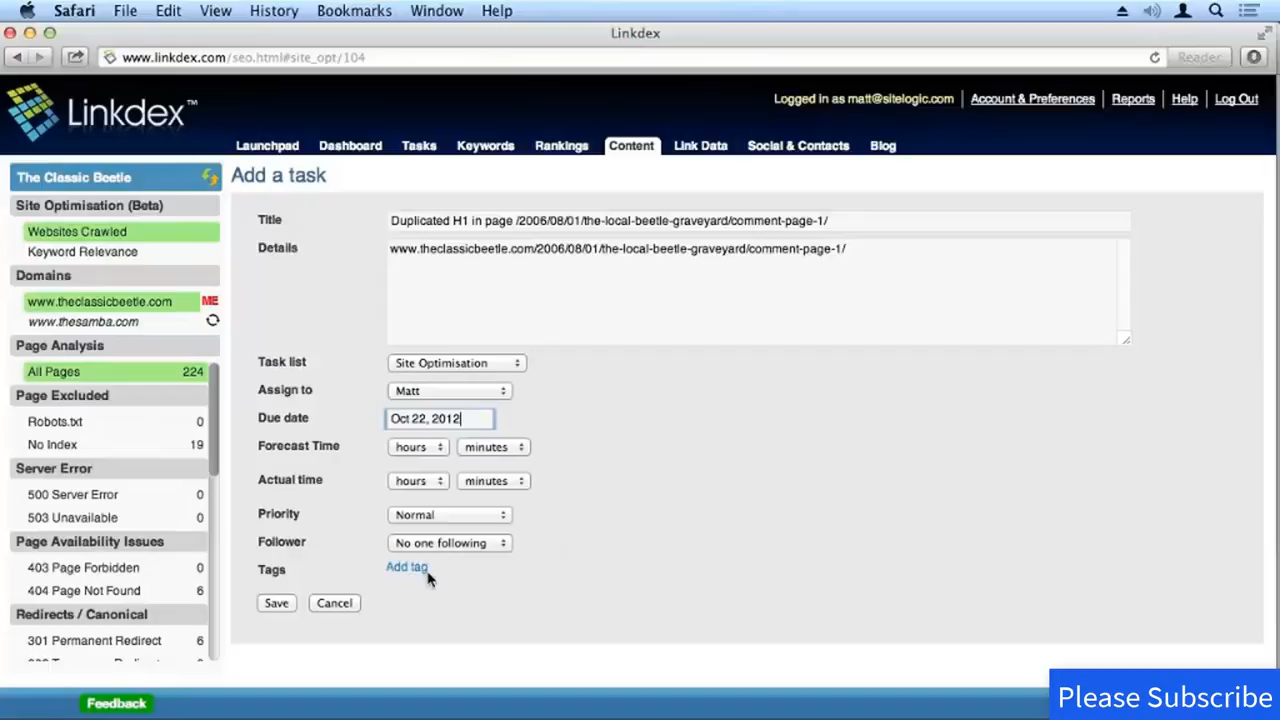 Safari File Edit View History Bookmarks Window Help
Linkdex
www.linkdex.com/seo.html#site_opt/104
Reader
Linkdex™
Logged in as matt@sitelogic.com Account & Preferences Reports Help Log Out
Launchpad Dashboard Tasks Keywords Rankings Content Link Data Social & Contacts Blog
The Classic Beetle
Site Optimisation (Beta)
Websites Crawled
Keyword Relevance
Domains
www.theclassicbeetle.com ME
www.thesamba.com
Page Analysis
All Pages 224
Page Excluded
Robots.txt 0
No Index 19
Server Error
500 Server Error 0
503 Unavailable 0
Page Availability Issues
403 Page Forbidden 0
404 Page Not Found 6
Redirects / Canonical
301 Permanent Redirect 6
Add a task
Title Duplicated H1 in page /2006/08/01/the-local-beetle-graveyard/comment-page-1/
Details www.theclassicbeetle.com/2006/08/01/the-local-beetle-graveyard/comment-page-1/
Task list Site Optimisation
Assign to Matt
Due date Oct 22, 2012
Forecast Time hours minutes
Actual time hours minutes
Priority Normal
Follower No one following
Tags Add tag
Save Cancel
Feedback
Please Subscribe